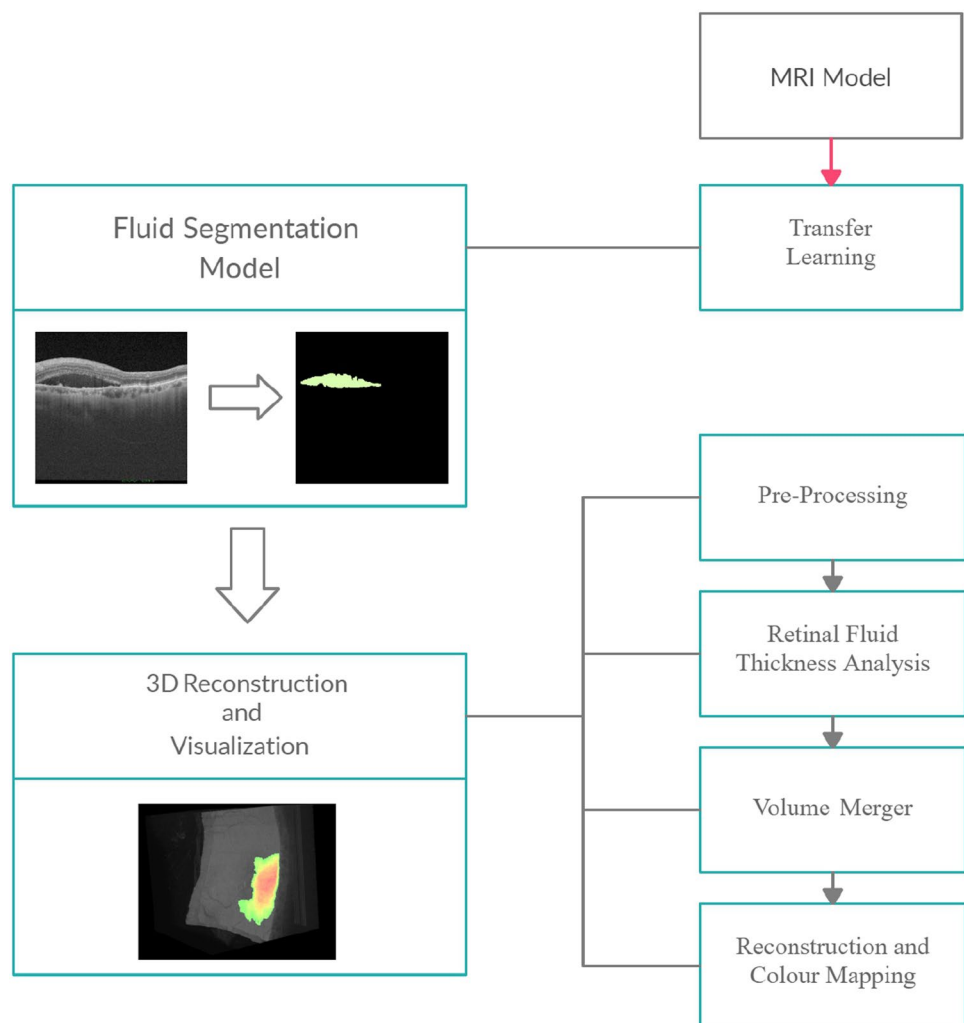 MRI Model
Fluid Segmentation
Model
Transfer
Learning
Pre-Processing
Retinal Fluid
Thickness Analysis
3D Reconstruction
and
Visualization
Volume Merger
Reconstruction and
Colour Mapping